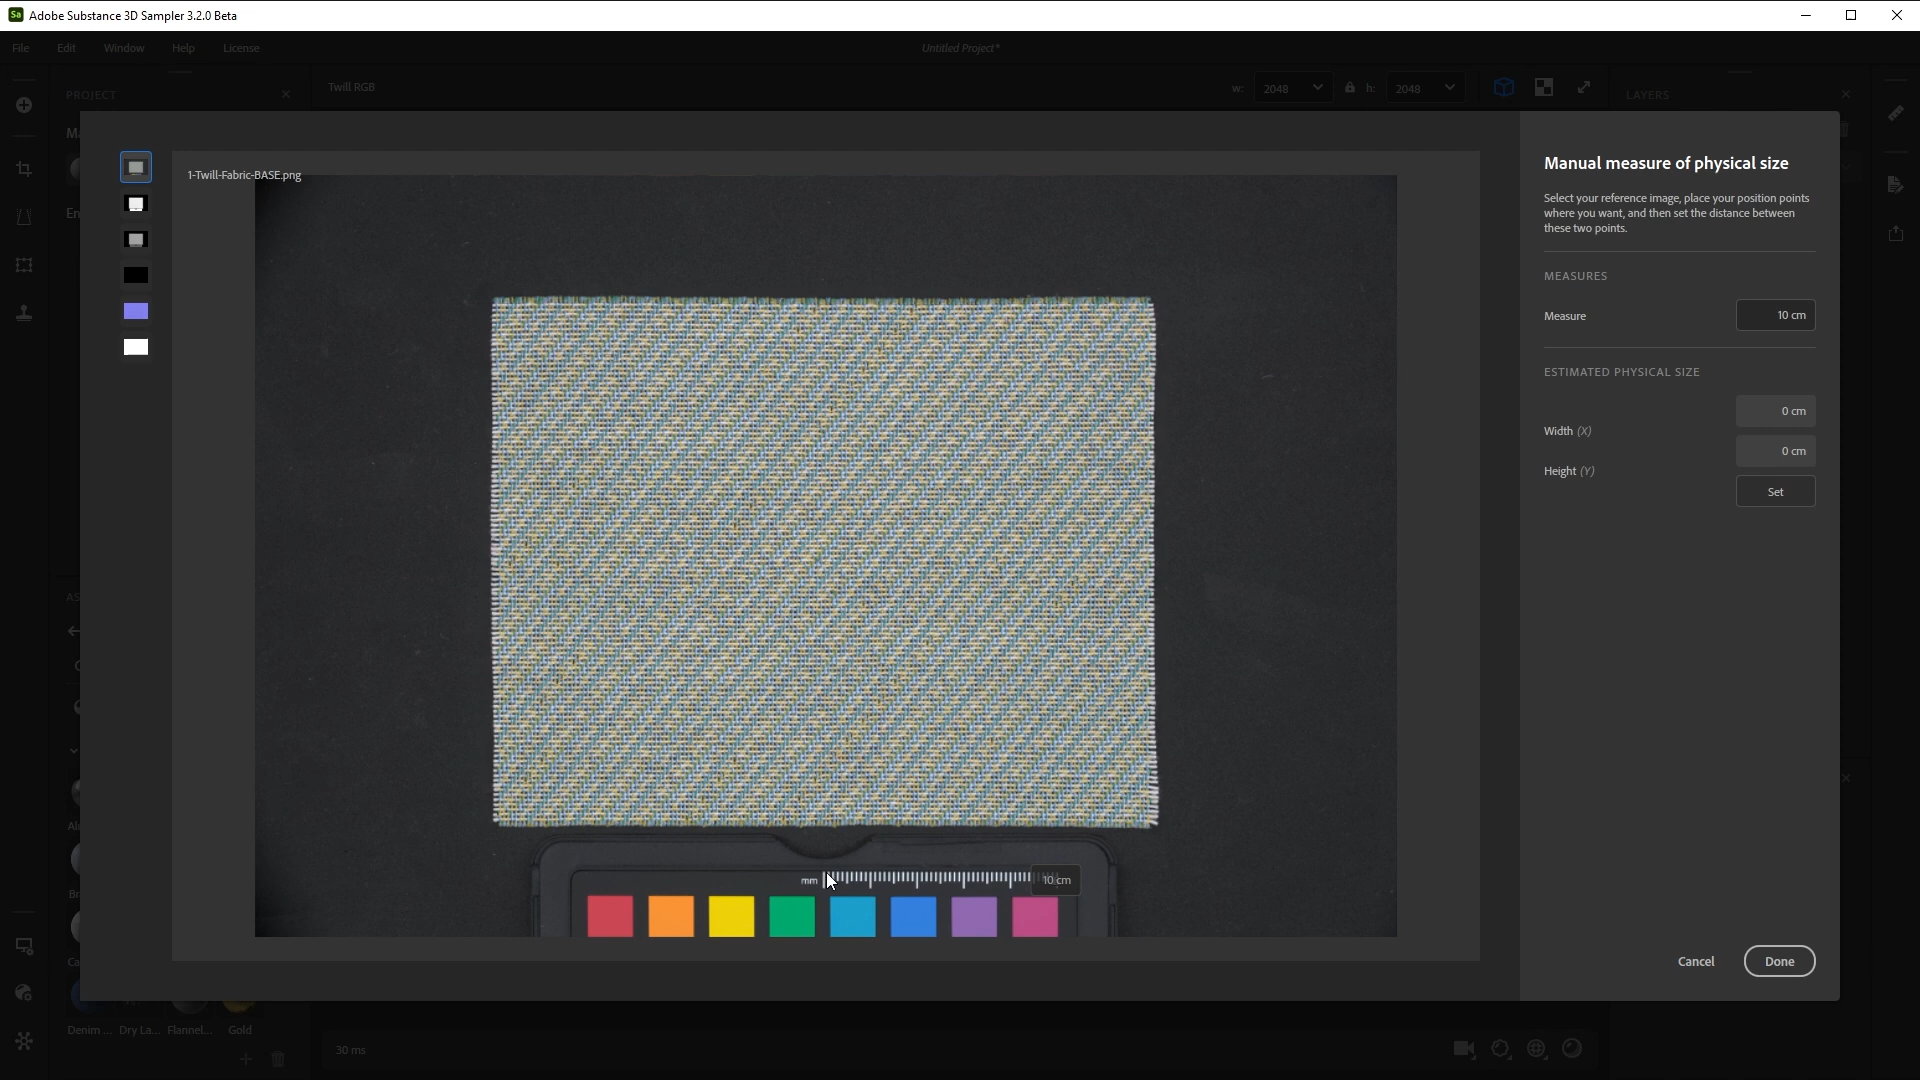 Adobe Substance 3D Sampler 3.2.0 Beta
File Edit Window Help License
Untitled Project*
PROJECT
Twill RGB
w: 2048 h: 2048
LAYERS
1-Twill-Fabric-BASE.png
Manual measure of physical size
Select your reference image, place your position points
where you want, and then set the distance between
these two points.
MEASURES
Measure 10 cm
ESTIMATED PHYSICAL SIZE
0 cm
Width (X)
0 cm
Height (Y)
Set
mm
10 cm
Cancel Done
Denim ... Dry La... Flannel... Gold
30 ms